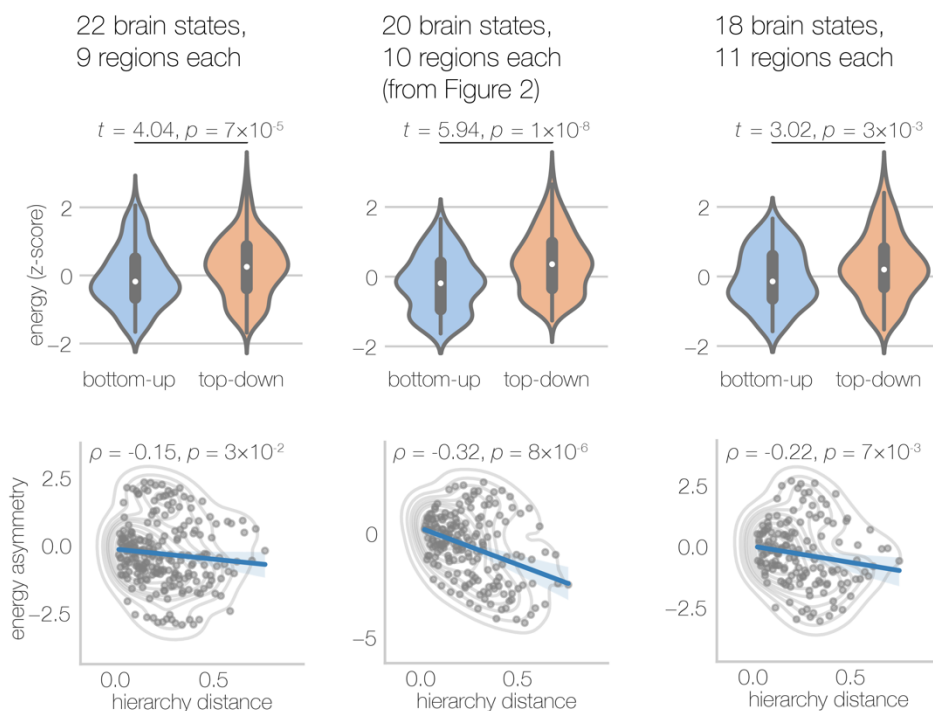 22 brain states,
9 regions each
20 brain states,
10 regions each
(from Figure 2)
18 brain states,
11 regions each
t = 4.04, p = 7×10-5
t = 5.94, p = 1×10-8
t = 3.02, p = 3×10-3
energy (z-score)
2
0
−2
bottom-up
top-down
2
0
−2
bottom-up
top-down
2
0
−2
bottom-up
top-down
ρ = -0.15, p = 3×10-2
energy asymmetry
2.5
0.0
−2.5
0.0
0.5
hierarchy distance
ρ = -0.32, p = 8×10-6
0
−5
0.0
0.5
hierarchy distance
ρ = -0.22, p = 7×10-3
2.5
0.0
−2.5
0.0
0.5
hierarchy distance